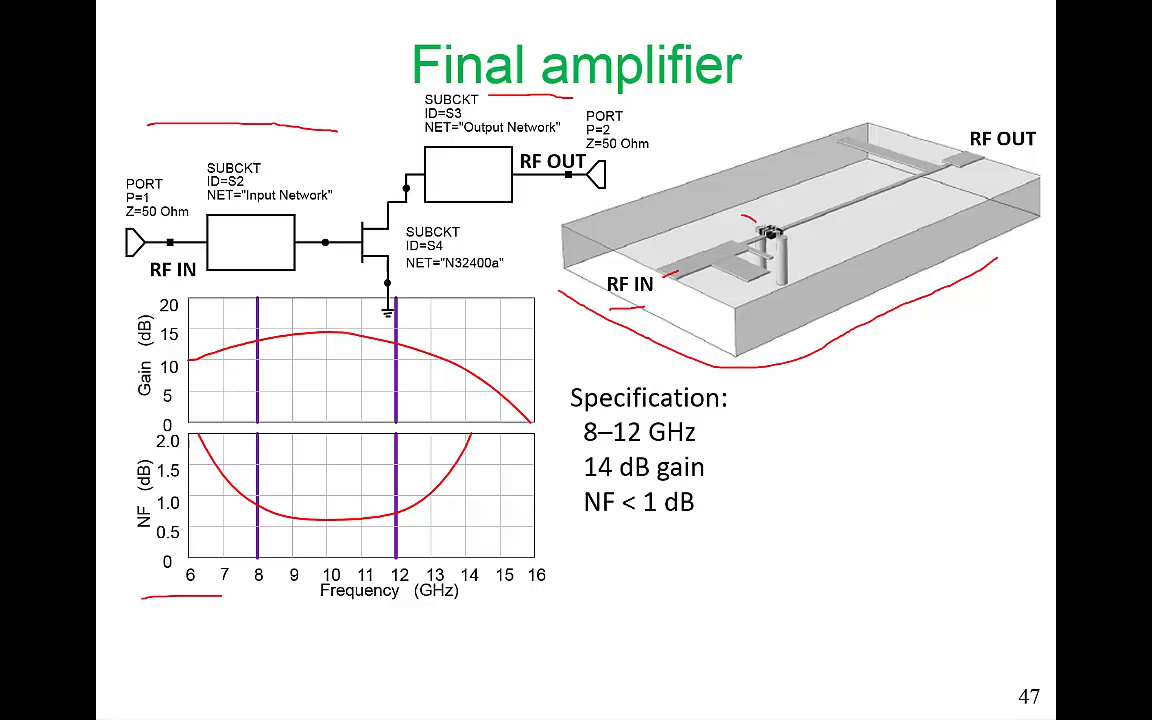 Final amplifier
SUBCKT
ID=S3
NET="Output Network"
PORT
P=2
Z=50 Ohm
RF OUT
SUBCKT
ID=S2
NET="Input Network"
PORT
P=1
Z=50 Ohm
RF IN
SUBCKT
ID=S4
NET="N32400a"
RF OUT
RF IN
20
15
10
5
0
Gain (dB)
2.0
1.5
1.0
0.5
0
NF (dB)
6 7 8 9 10 11 12 13 14 15 16
Frequency (GHz)
Specification:
8–12 GHz
14 dB gain
NF < 1 dB
47